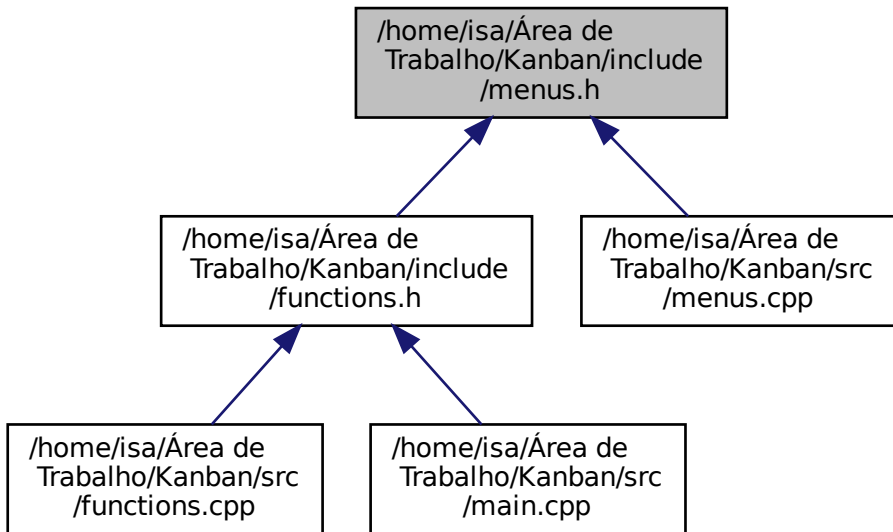 /home/isa/Área de
Trabalho/Kanban/include
/menus.h
/home/isa/Área de
Trabalho/Kanban/include
/functions.h
/home/isa/Área de
Trabalho/Kanban/src
/menus.cpp
/home/isa/Área de
Trabalho/Kanban/src
/functions.cpp
/home/isa/Área de
Trabalho/Kanban/src
/main.cpp